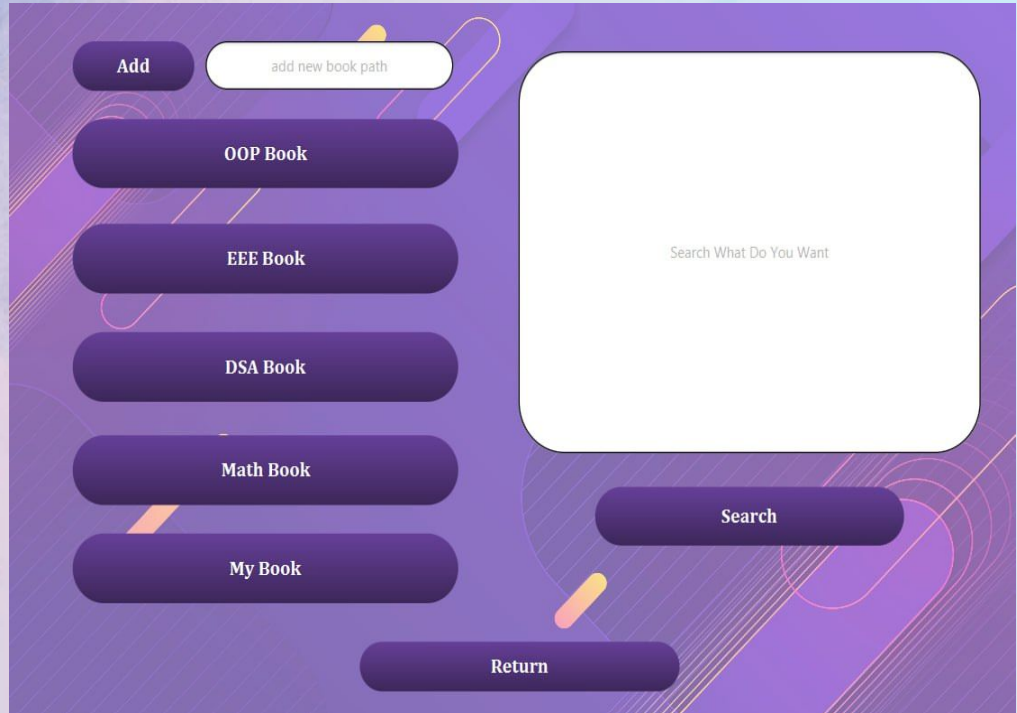 Add
add new book path
OOP Book
EEE Book
DSA Book
Math Book
My Book
Search What Do You Want
Search
Return